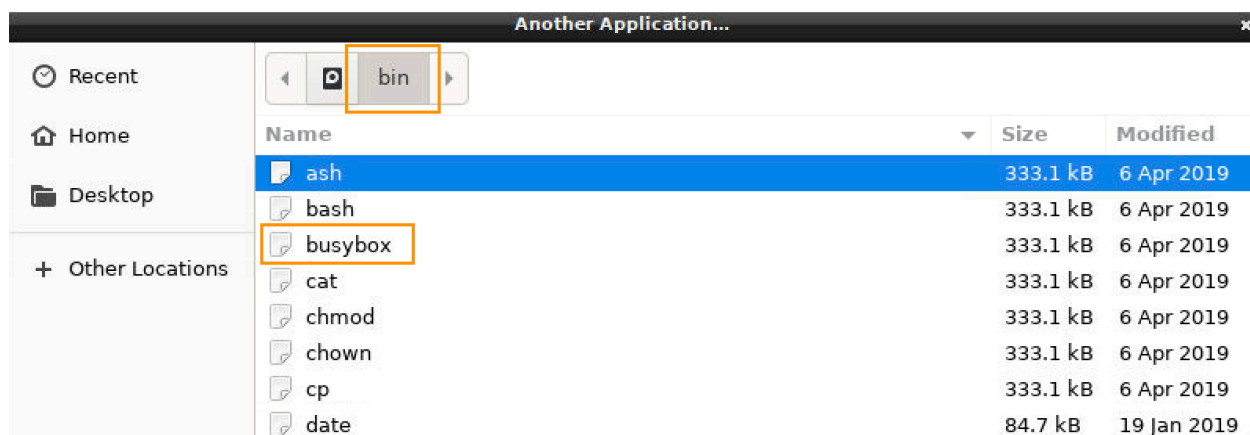 Another Application...
Recent
Home
Desktop
+ Other Locations
bin
Name Size Modified
ash 333.1 kB 6 Apr 2019
bash 333.1 kB 6 Apr 2019
busybox 333.1 kB 6 Apr 2019
cat 333.1 kB 6 Apr 2019
chmod 333.1 kB 6 Apr 2019
chown 333.1 kB 6 Apr 2019
cp 333.1 kB 6 Apr 2019
date 84.7 kB 19 Jan 2019